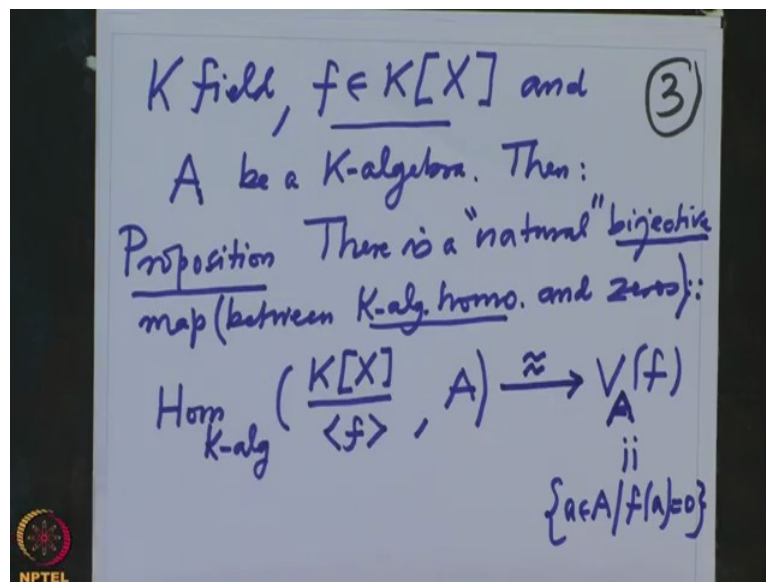 K field, f ∈ K[X] and
③
A be a K-algebra. Then:
Proposition There is a "natural" bijective
map (between K-alg. homo. and zeros)::
Hom_{K-alg} ( K[X] / <f> , A ) ⥲ V_A(f)
ii
{a∈A / f(a)=0}
NPTEL